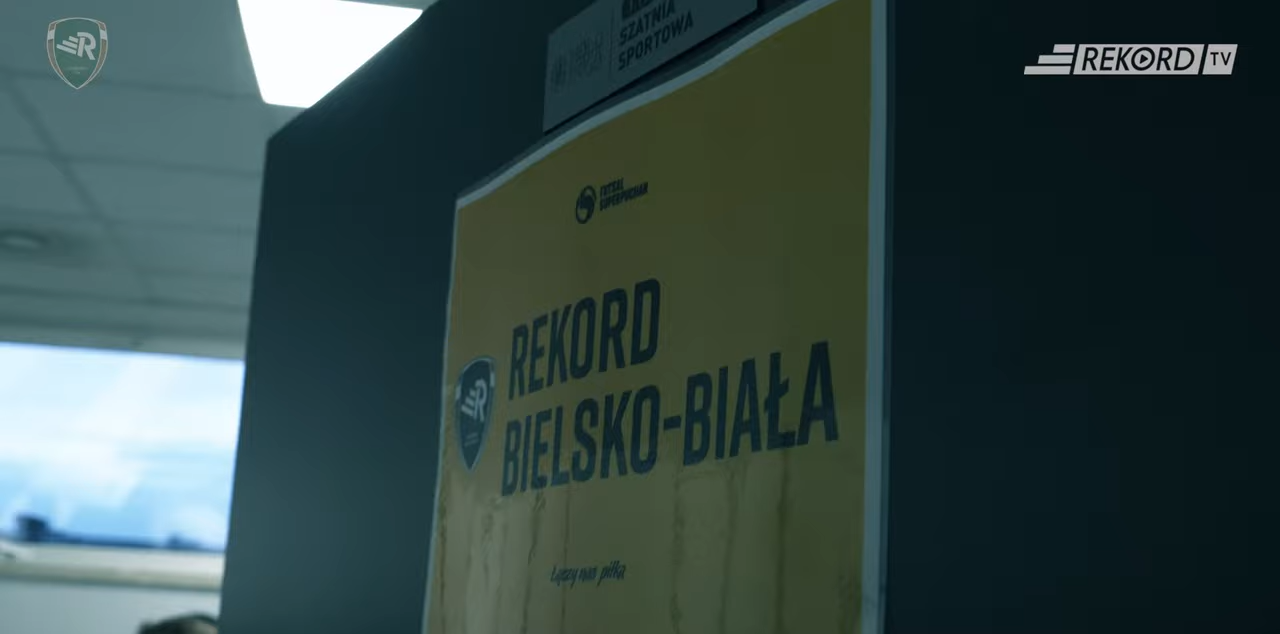 REKORD TV
SZATNIA
SPORTOWA
FUTSAL
SUPERPUCHAR
REKORD
BIELSKO-BIAŁA
Łączy nas piłka